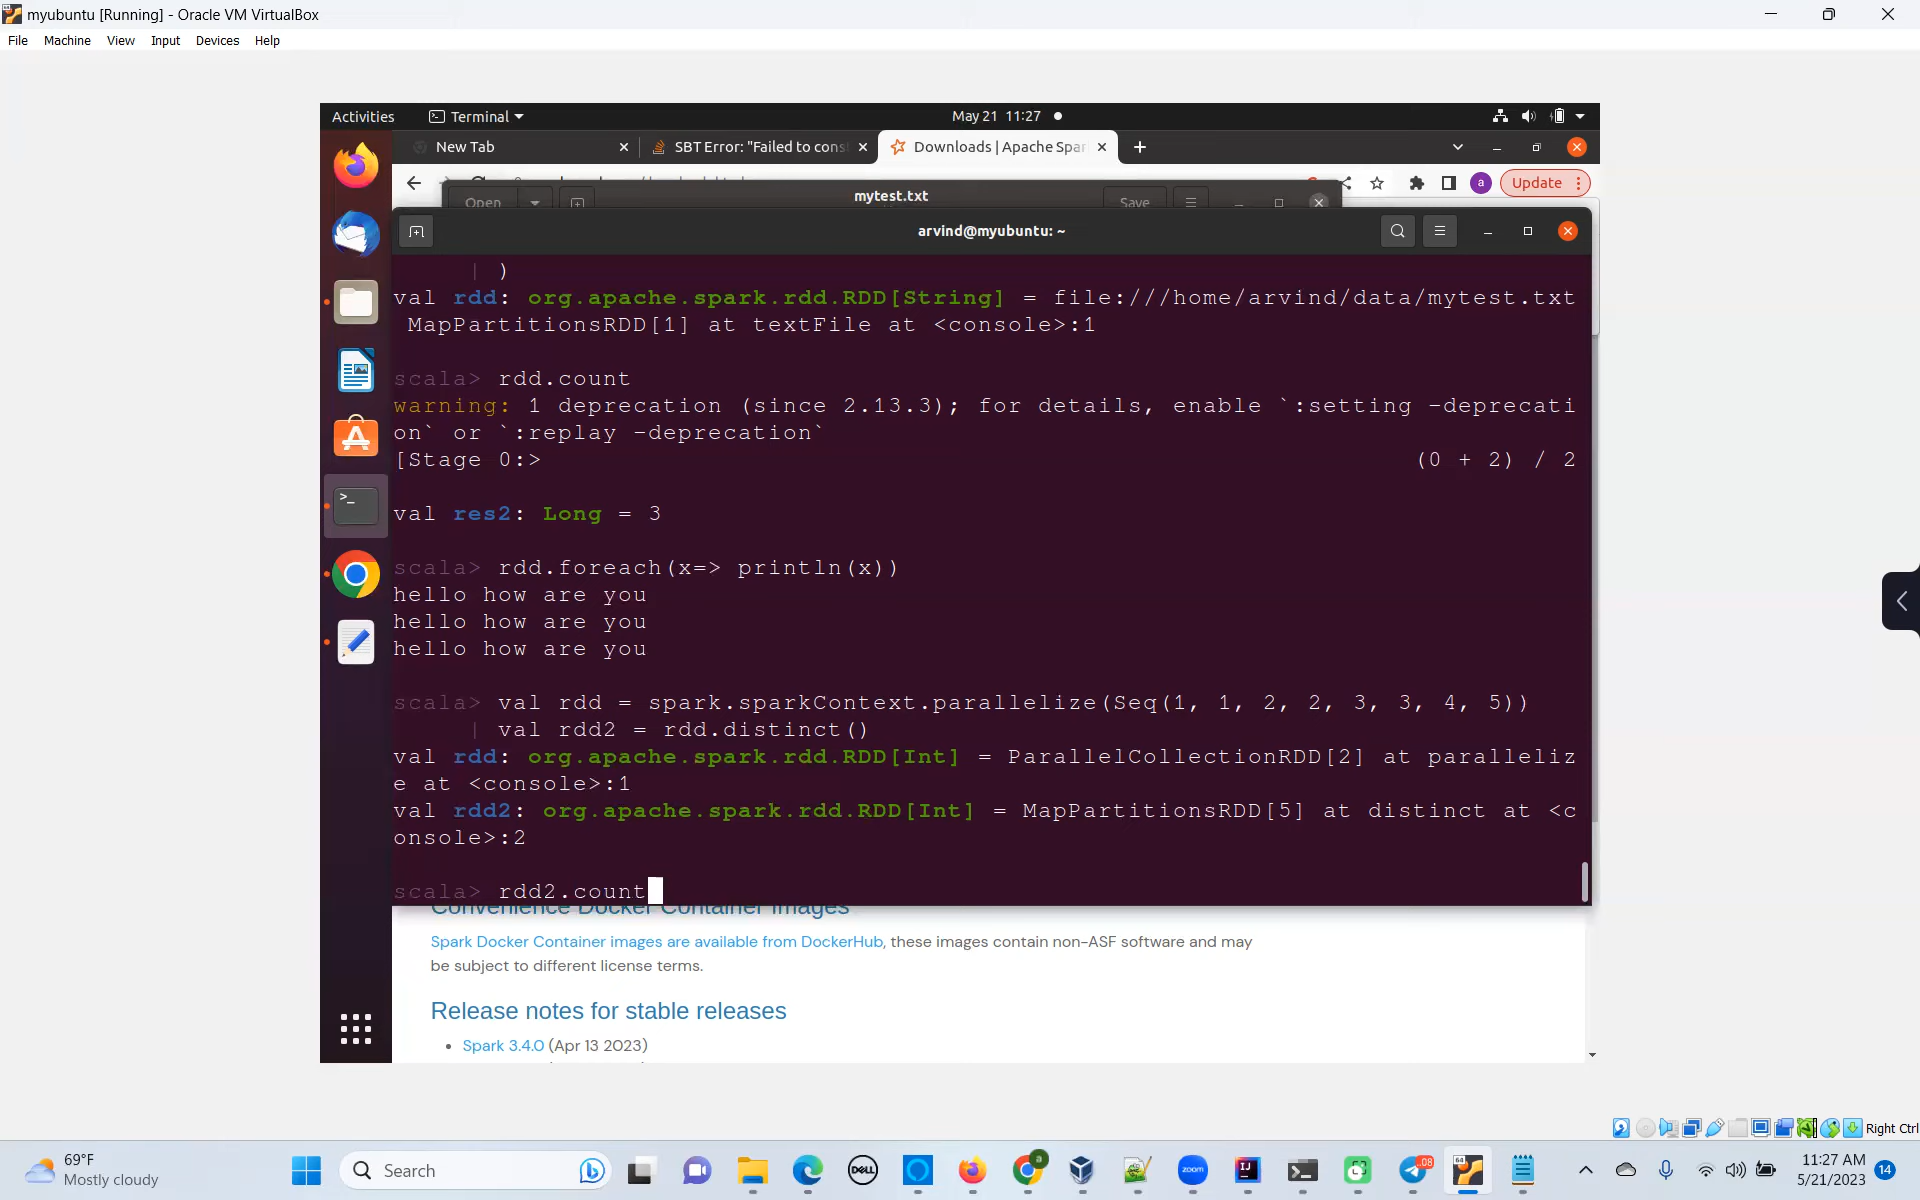 myubuntu [Running] - Oracle VM VirtualBox
File Machine View Input Devices Help
Activities Terminal May 21 11:27
New Tab SBT Error: "Failed to cons Downloads | Apache Spar
Update
Open mytest.txt Save
arvind@myubuntu: ~
| )
val rdd: org.apache.spark.rdd.RDD[String] = file:///home/arvind/data/mytest.txt
MapPartitionsRDD[1] at textFile at <console>:1
scala> rdd.count
warning: 1 deprecation (since 2.13.3); for details, enable `:setting -deprecati
on` or `:replay -deprecation`
[Stage 0:> (0 + 2) / 2
val res2: Long = 3
scala> rdd.foreach(x=> println(x))
hello how are you
hello how are you
hello how are you
scala> val rdd = spark.sparkContext.parallelize(Seq(1, 1, 2, 2, 3, 3, 4, 5))
| val rdd2 = rdd.distinct()
val rdd: org.apache.spark.rdd.RDD[Int] = ParallelCollectionRDD[2] at paralleliz
e at <console>:1
val rdd2: org.apache.spark.rdd.RDD[Int] = MapPartitionsRDD[5] at distinct at <c
onsole>:2
scala> rdd2.count
Convenience Docker Container Images
Spark Docker Container images are available from DockerHub, these images contain non-ASF software and may
be subject to different license terms.
Release notes for stable releases
• Spark 3.4.0 (Apr 13 2023)
Right Ctrl
69°F
Mostly cloudy
Search
DELL
zoom
11:27 AM
5/21/2023
14